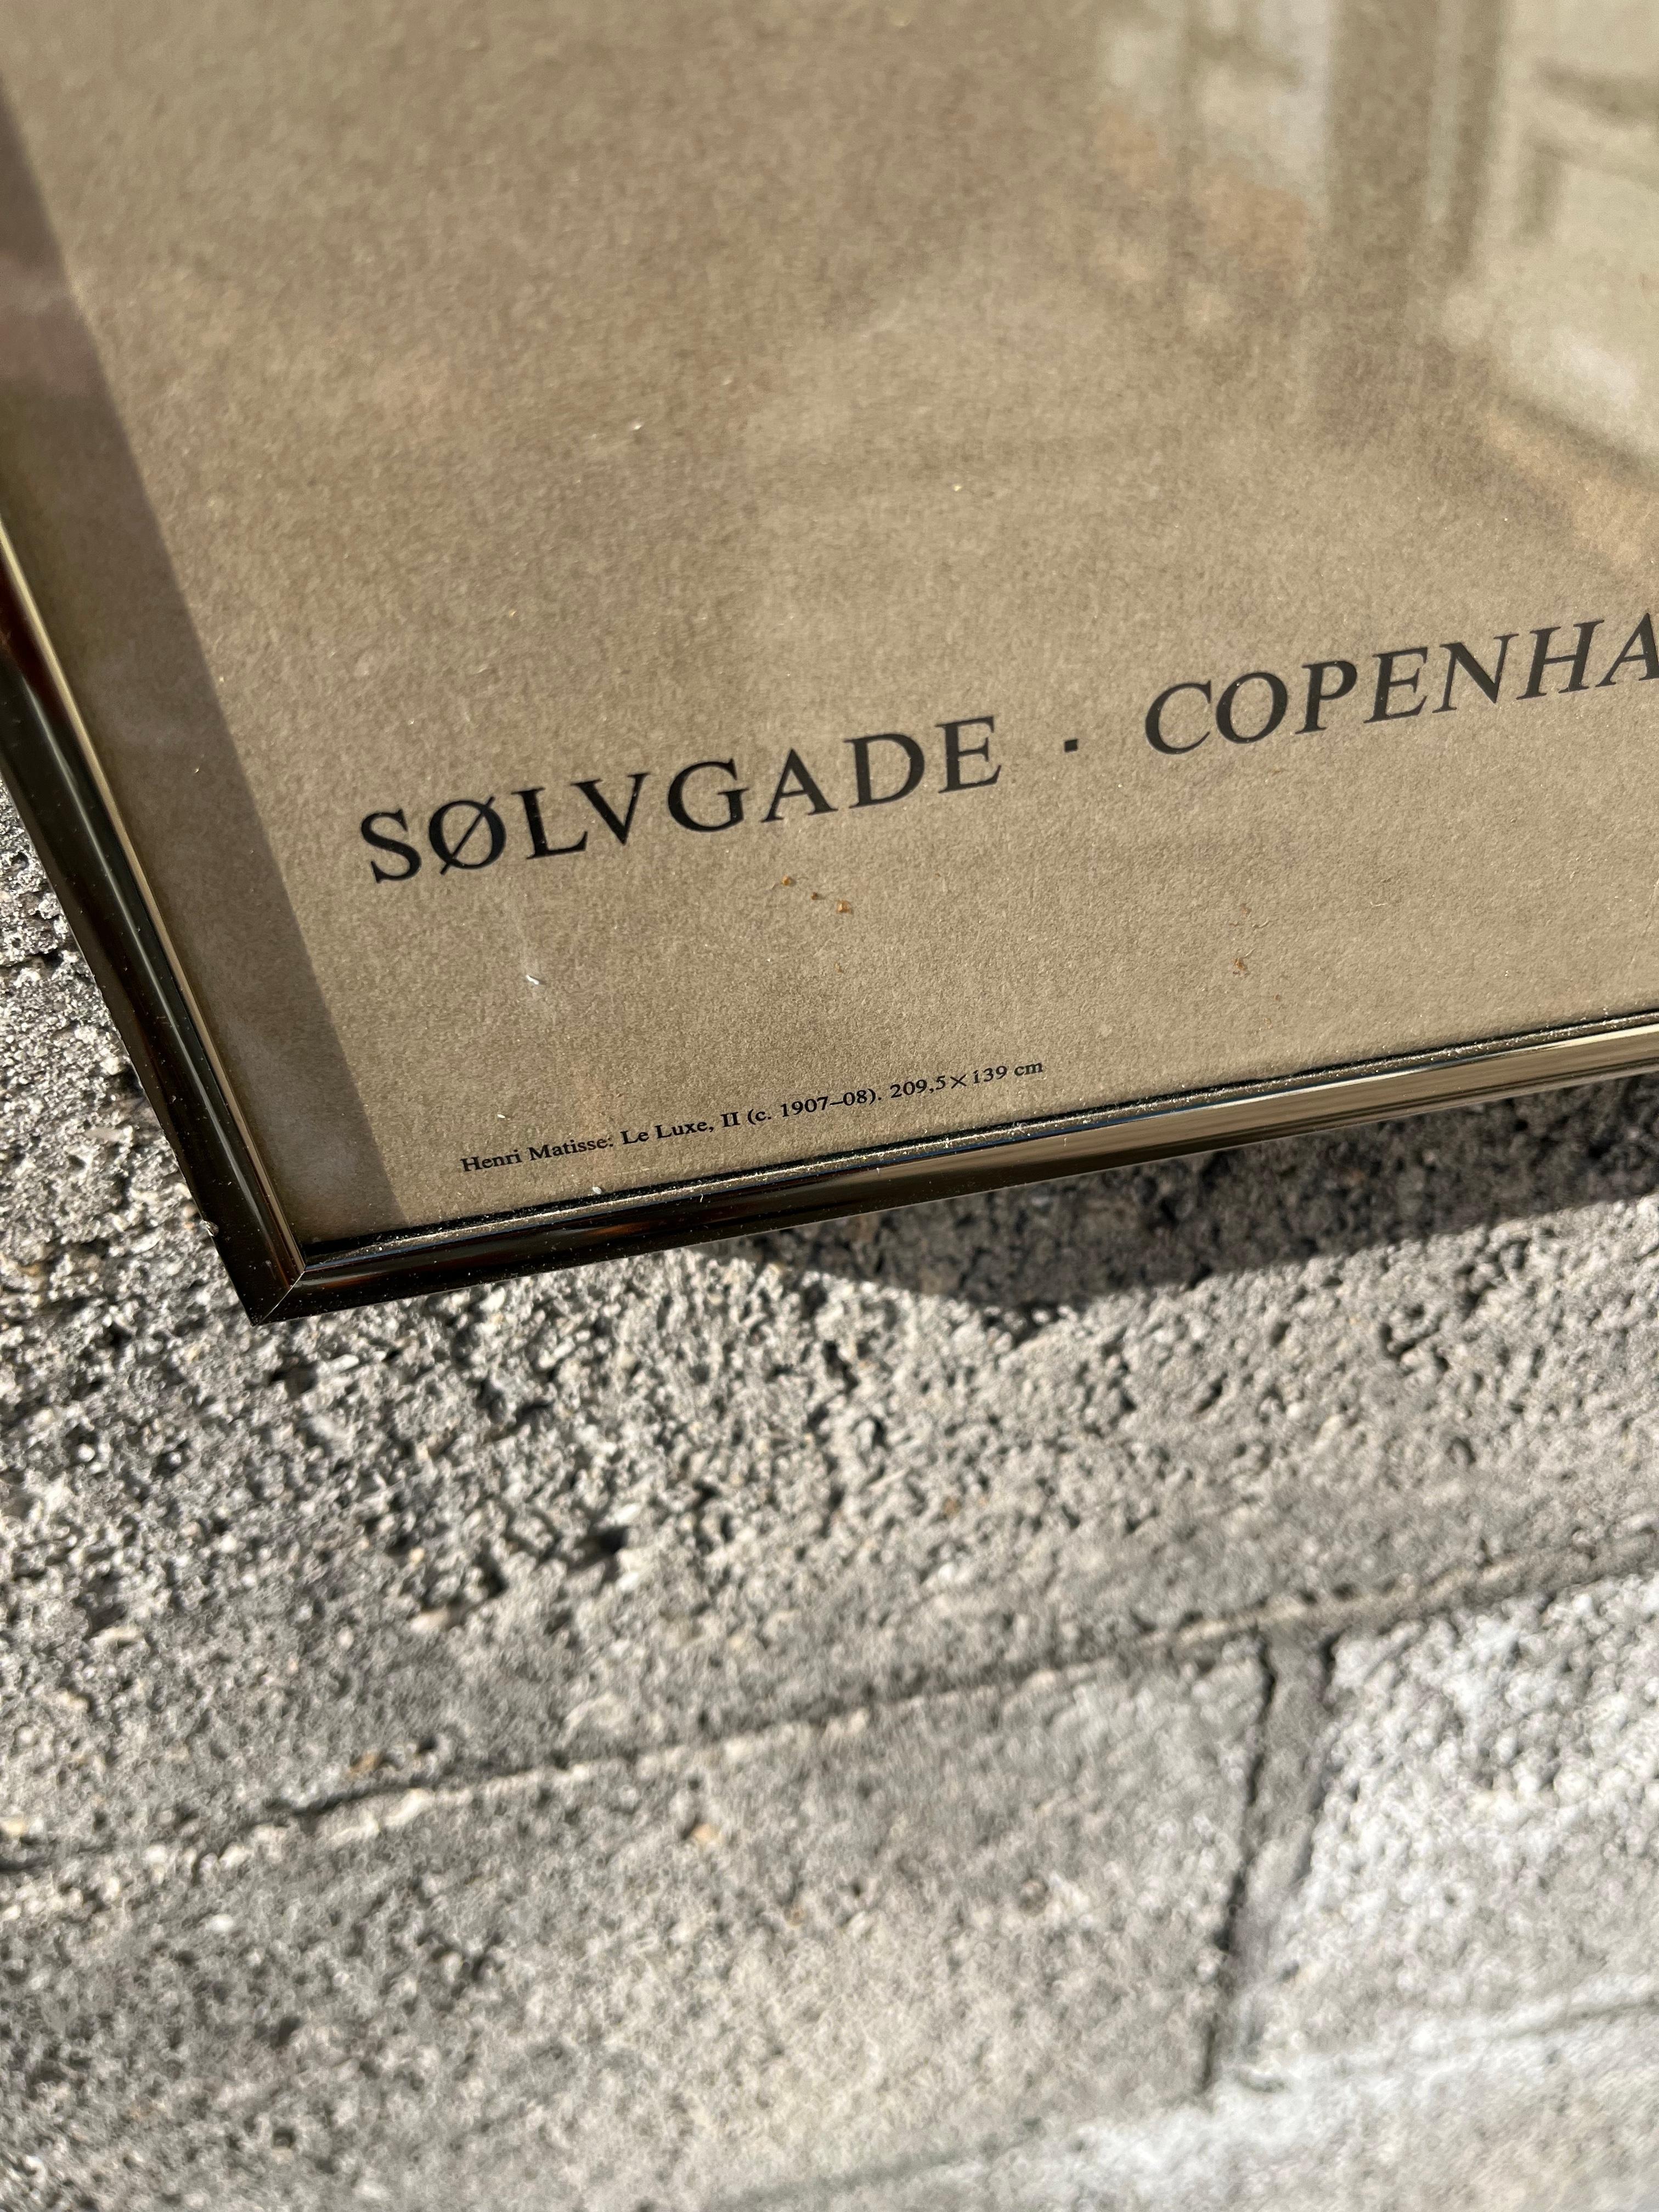 SØLVGADE · COPENHA
Henri Matisse: Le Luxe, II (c. 1907–08). 209,5×139 cm